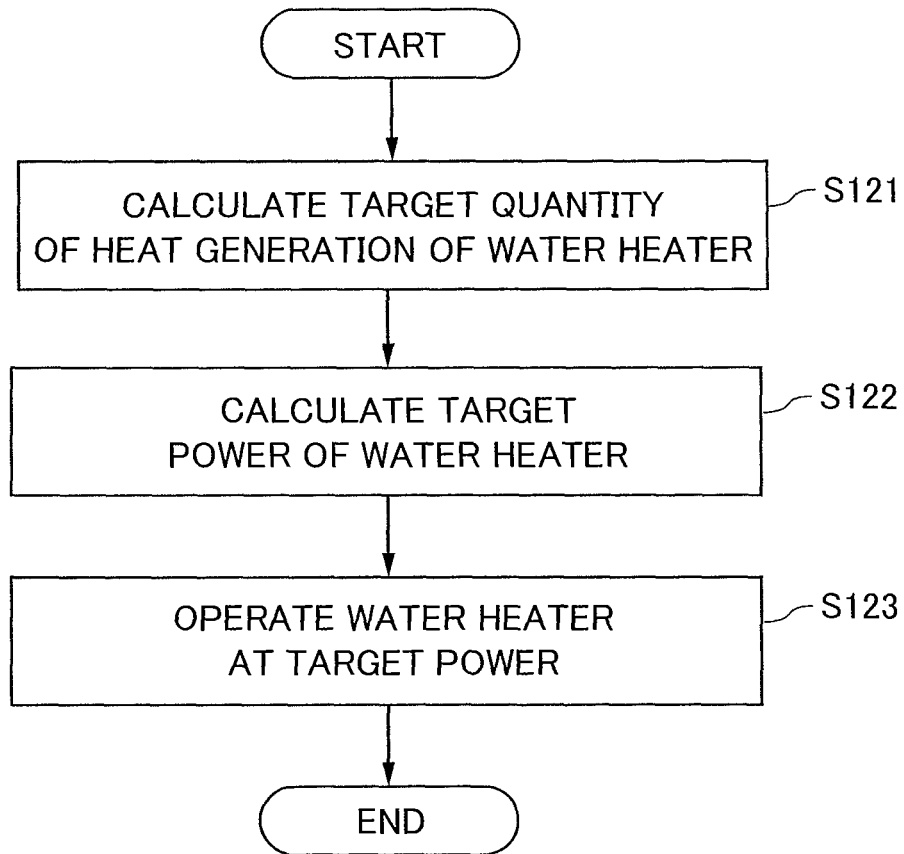 START
CALCULATE TARGET QUANTITY
OF HEAT GENERATION OF WATER HEATER
S121
CALCULATE TARGET
POWER OF WATER HEATER
S122
OPERATE WATER HEATER
AT TARGET POWER
S123
END